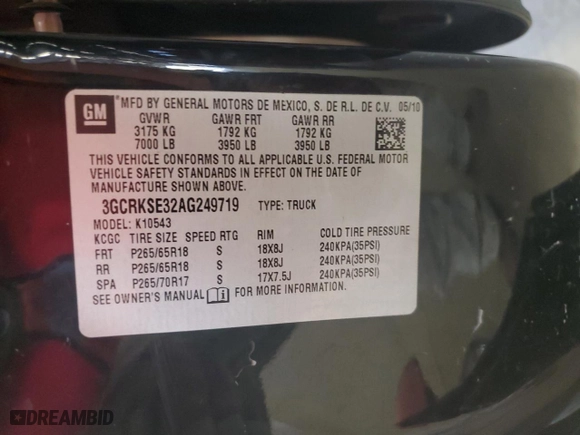 GM MFD BY GENERAL MOTORS DE MEXICO, S. DE R.L. DE C.V. 05/10
GVWR GAWR FRT GAWR RR
3175 KG 1792 KG 1792 KG
7000 LB 3950 LB 3950 LB
THIS VEHICLE CONFORMS TO ALL APPLICABLE U.S. FEDERAL MOTOR
VEHICLE SAFETY STANDARDS IN EFFECT ON THE DATE OF
MANUFACTURE SHOWN ABOVE.
3GCRKSE32AG249719 TYPE: TRUCK
MODEL: K10543
KCGC TIRE SIZE SPEED RTG RIM COLD TIRE PRESSURE
FRT P265/65R18 S 18X8J 240KPA(35PSI)
RR P265/65R18 S 18X8J 240KPA(35PSI)
SPA P265/70R17 S 17X7.5J 240KPA(35PSI)
SEE OWNER'S MANUAL FOR MORE INFORMATION.
DREAMBID